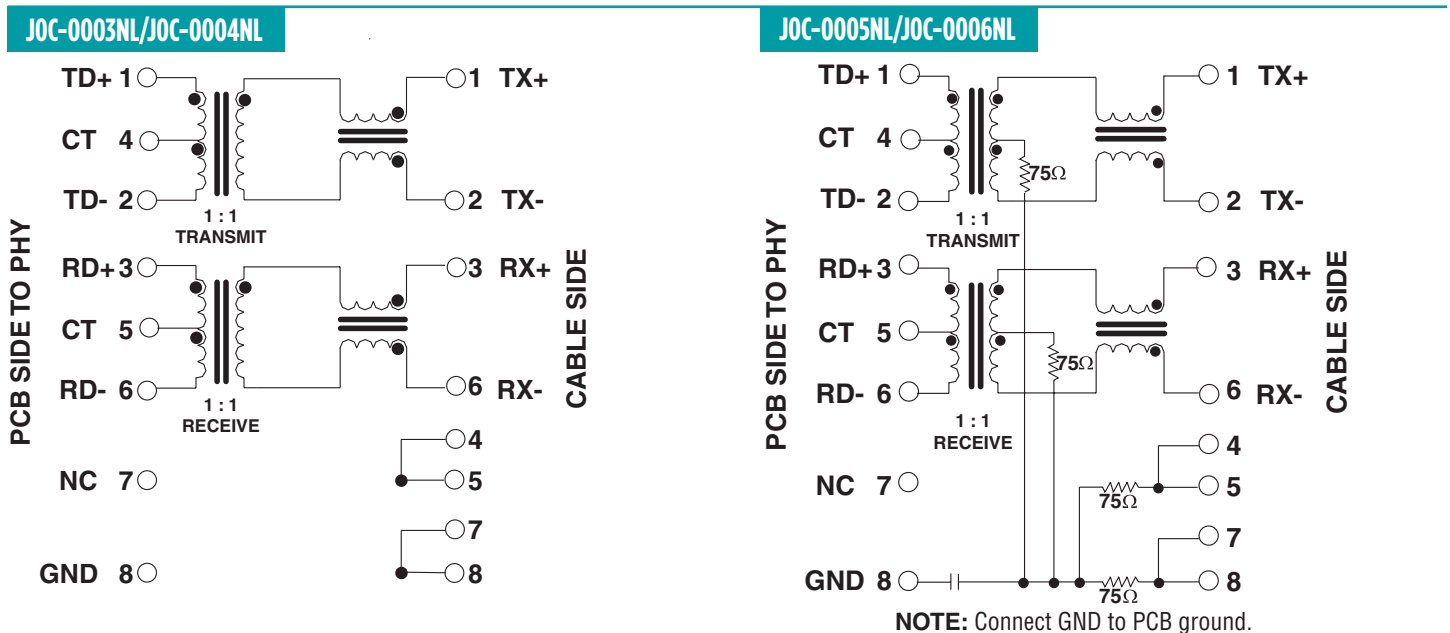 J0C-0003NL/J0C-0004NL
TD+ 1
1 TX+
CT 4
TD- 2
2 TX-
1 : 1
TRANSMIT
RD+ 3
3 RX+
CT 5
RD- 6
6 RX-
1 : 1
RECEIVE
4
NC 7
5
7
GND 8
8
PCB SIDE TO PHY
CABLE SIDE
J0C-0005NL/J0C-0006NL
TD+ 1
1 TX+
CT 4
75Ω
TD- 2
2 TX-
1 : 1
TRANSMIT
RD+ 3
3 RX+
CT 5
75Ω
RD- 6
6 RX-
1 : 1
RECEIVE
4
NC 7
5
75Ω
7
GND 8
8
75Ω
PCB SIDE TO PHY
CABLE SIDE
NOTE: Connect GND to PCB ground.